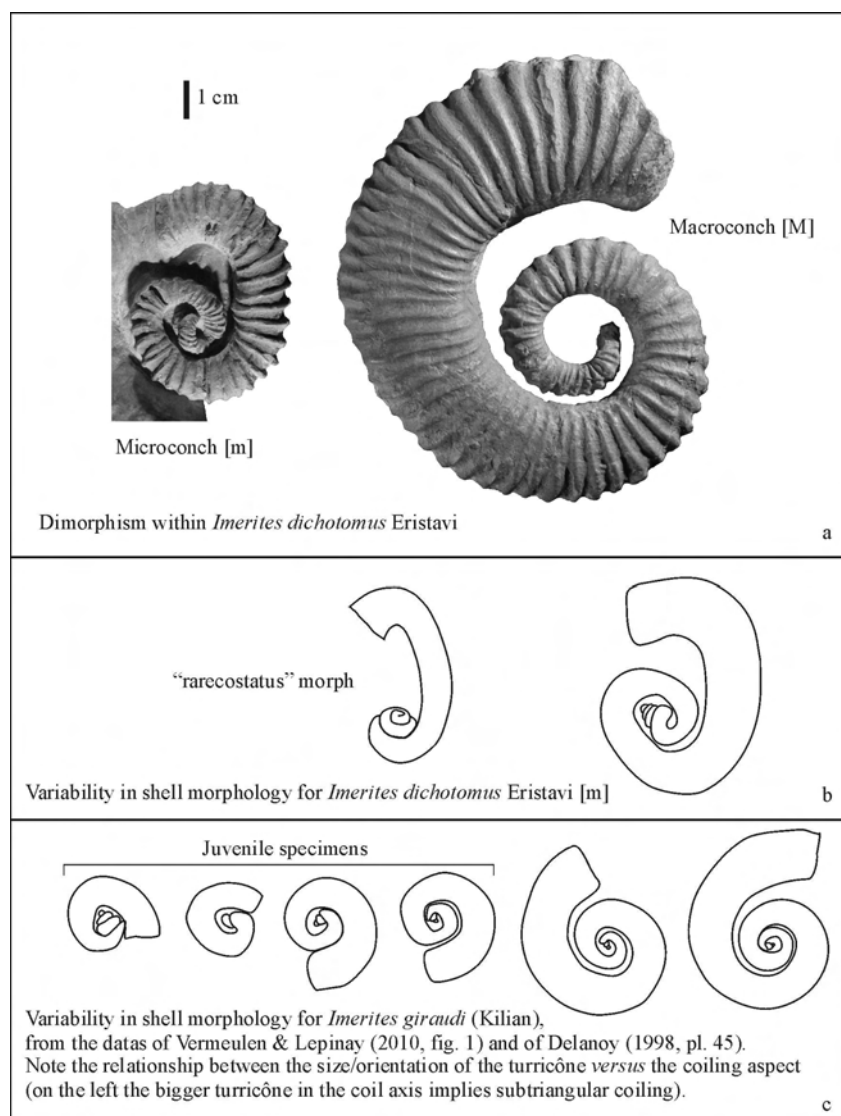 1 cm
Macroconch [M]
Microconch [m]
Dimorphism within Imerites dichotomus Eristavi
a
"rarecostatus" morph
Variability in shell morphology for Imerites dichotomus Eristavi [m]
b
Juvenile specimens
Variability in shell morphology for Imerites giraudi (Kilian),
from the datas of Vermeulen & Lepinay (2010, fig. 1) and of Delanoy (1998, pl. 45).
Note the relationship between the size/orientation of the turricône versus the coiling aspect
(on the left the bigger turricône in the coil axis implies subtriangular coiling).
c